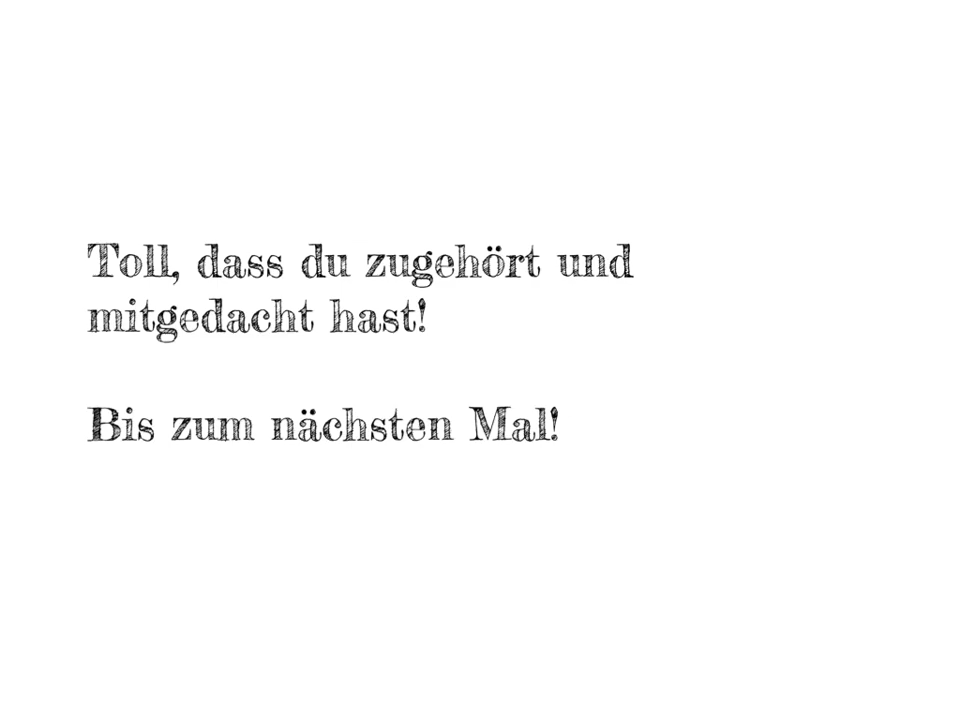 Toll, dass du zugehört und
mitgedacht hast!
Bis zum nächsten Mal!